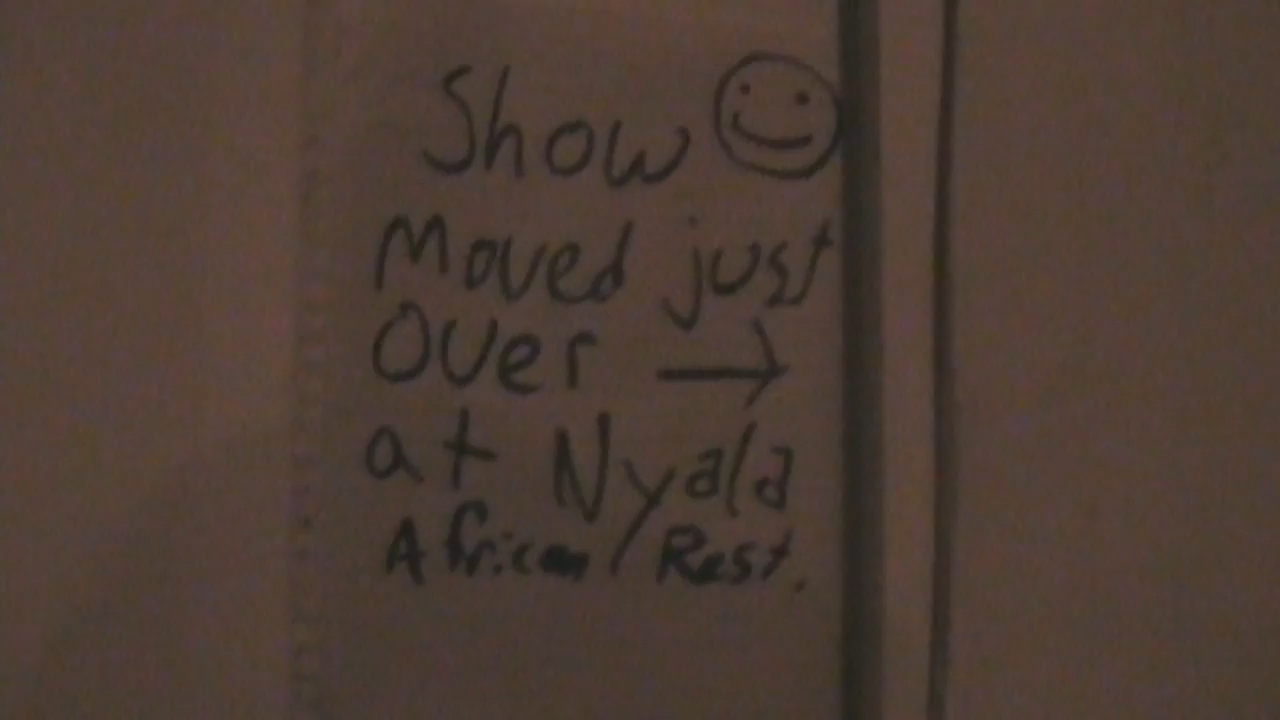 Show
Moved just
Over →
at Nyala
African Rest.